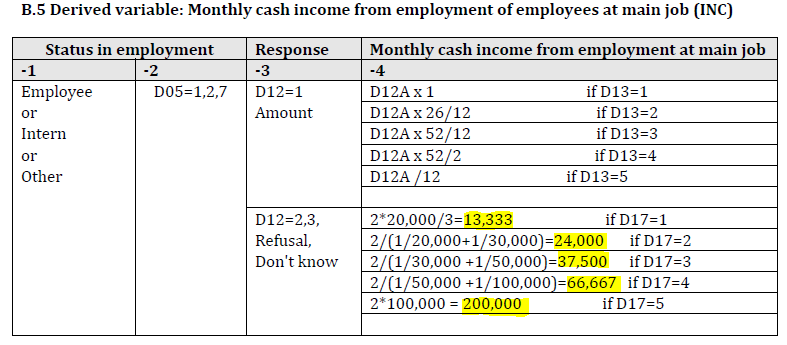 B.5 Derived variable: Monthly cash income from employment of employees at main job (INC)
Status in employment Response Monthly cash income from employment at main job
-1 -2 -3 -4
Employee D05=1,2,7 D12=1 D12A x 1 if D13=1
or Amount D12A x 26/12 if D13=2
Intern D12A x 52/12 if D13=3
or D12A x 52/2 if D13=4
Other D12A /12 if D13=5
D12=2,3, 2*20,000/3=13,333 if D17=1
Refusal, 2/(1/20,000+1/30,000)=24,000 if D17=2
Don't know 2/(1/30,000 +1/50,000)=37,500 if D17=3
2/(1/50,000 +1/100,000)=66,667 if D17=4
2*100,000 = 200,000 if D17=5